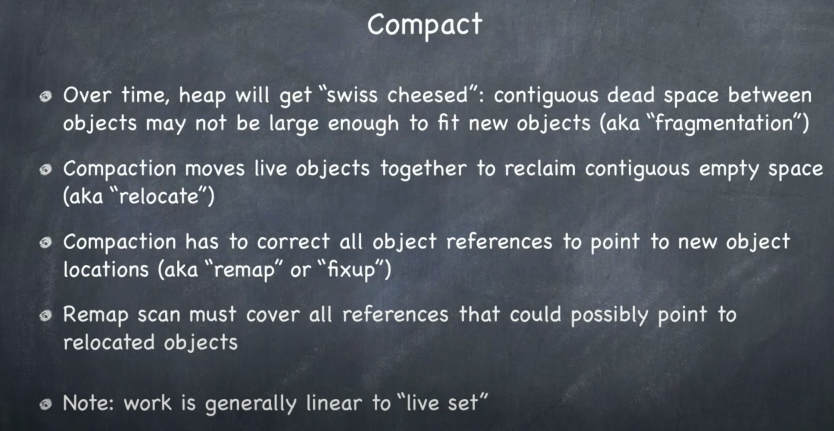 Compact
Over time, heap will get “swiss cheesed”: contiguous dead space between
objects may not be large enough to fit new objects (aka “fragmentation”)
Compaction moves live objects together to reclaim contiguous empty space
(aka “relocate”)
Compaction has to correct all object references to point to new object
locations (aka “remap” or “fixup”)
Remap scan must cover all references that could possibly point to
relocated objects
Note: work is generally linear to “live set”